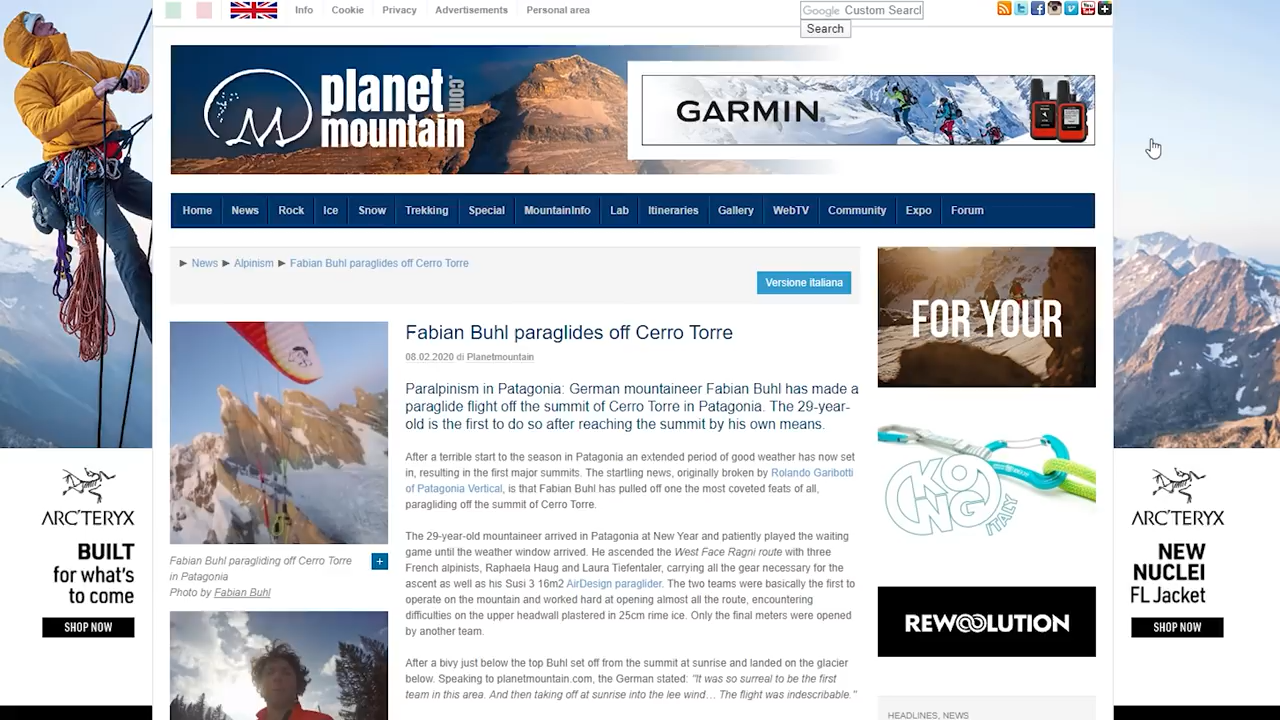 Info Cookie Privacy Advertisements Personal area
Google Custom Search
Search
planet
mountain
.com
GARMIN
Home News Rock Ice Snow Trekking Special MountainInfo Lab Itineraries Gallery WebTV Community Expo Forum
News Alpinism Fabian Buhl paraglides off Cerro Torre
Versione italiana
Fabian Buhl paraglides off Cerro Torre
08.02.2020 di Planetmountain
Paralpinism in Patagonia: German mountaineer Fabian Buhl has made a
paraglide flight off the summit of Cerro Torre in Patagonia. The 29-year-
old is the first to do so after reaching the summit by his own means.
After a terrible start to the season in Patagonia an extended period of good weather has now set
in, resulting in the first major summits. The startling news, originally broken by Rolando Garibotti
of Patagonia Vertical, is that Fabian Buhl has pulled off one the most coveted feats of all,
paragliding off the summit of Cerro Torre.
The 29-year-old mountaineer arrived in Patagonia at New Year and patiently played the waiting
game until the weather window arrived. He ascended the West Face Ragni route with three
French alpinists, Raphaela Haug and Laura Tiefentaler, carrying all the gear necessary for the
ascent as well as his Susi 3 16m2 AirDesign paraglider. The two teams were basically the first to
operate on the mountain and worked hard at opening almost all the route, encountering
difficulties on the upper headwall plastered in 25cm rime ice. Only the final meters were opened
by another team.
After a bivy just below the top Buhl set off from the summit at sunrise and landed on the glacier
below. Speaking to planetmountain.com, the German stated: "It was so surreal to be the first
team in this area. And then taking off at sunrise into the lee wind… The flight was indescribable."
Fabian Buhl paragliding off Cerro Torre
in Patagonia
Photo by Fabian Buhl
FOR YOUR
KONG
ITALY
REWOOLUTION
HEADLINES, NEWS
ARC'TERYX
BUILT
for what's
to come
SHOP NOW
ARC'TERYX
NEW
NUCLEI
FL Jacket
SHOP NOW